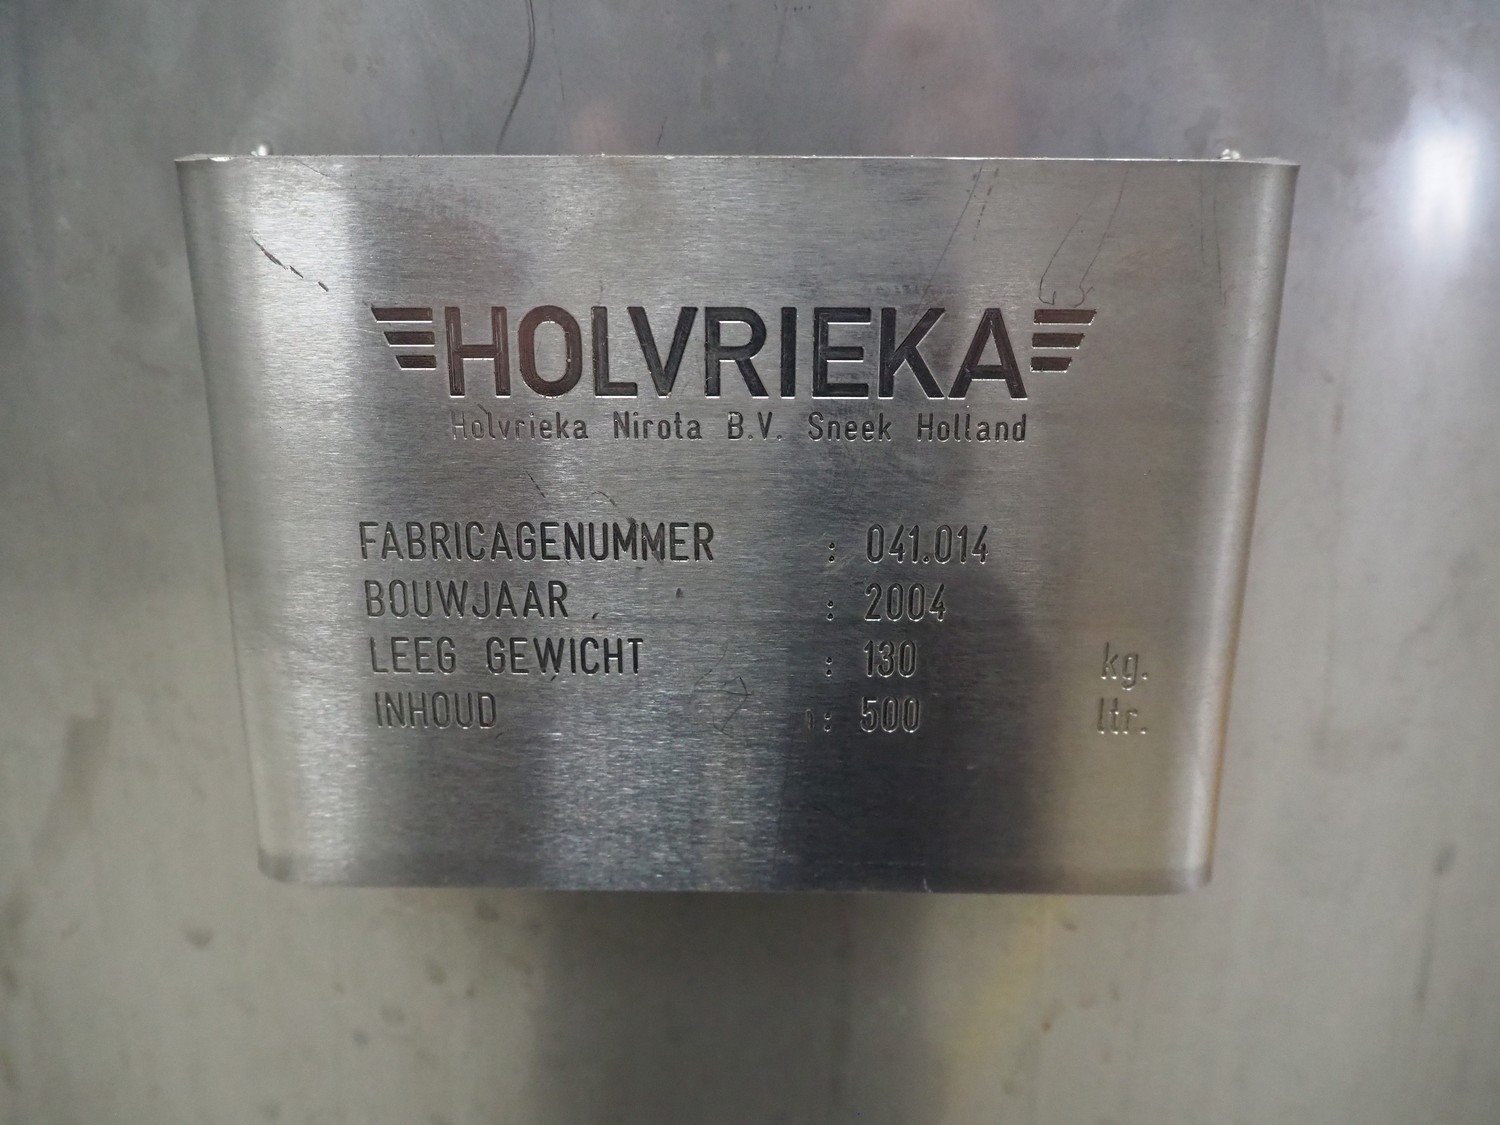 HOLVRIEKA
Holvrieka Nirota B.V. Sneek Holland
FABRICAGENUMMER : 041.014
BOUWJAAR : 2004
LEEG GEWICHT : 130 kg.
INHOUD : 500 ltr.